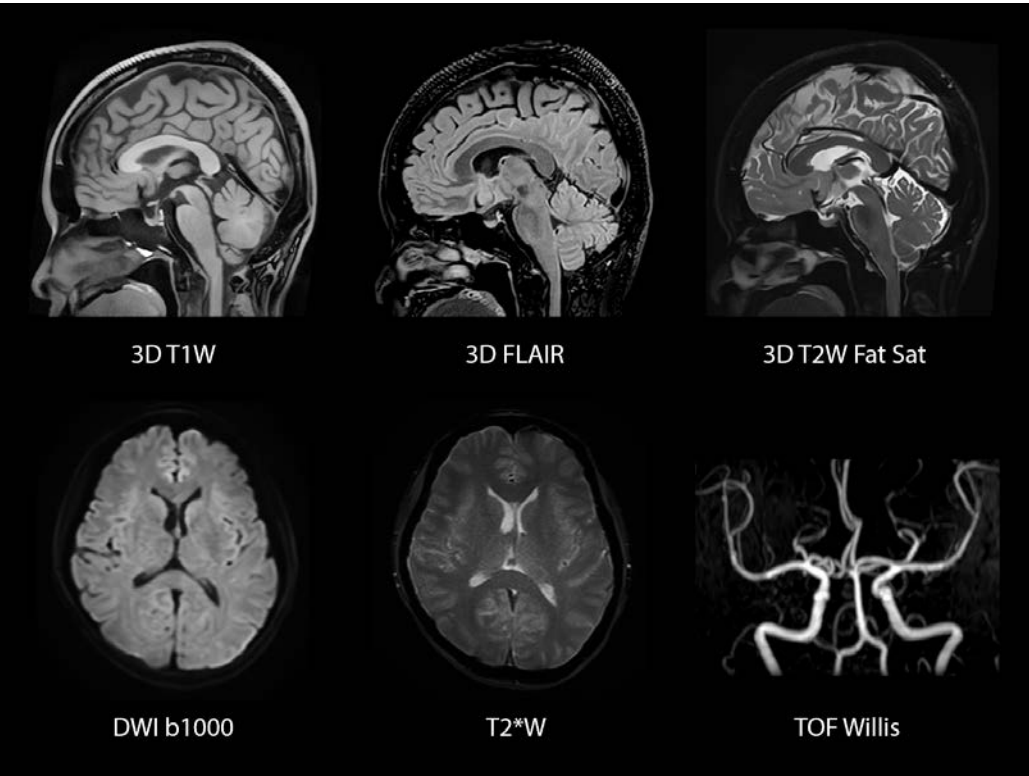 3D T1W
3D FLAIR
3D T2W Fat Sat
DWI b1000
T2*W
TOF Willis